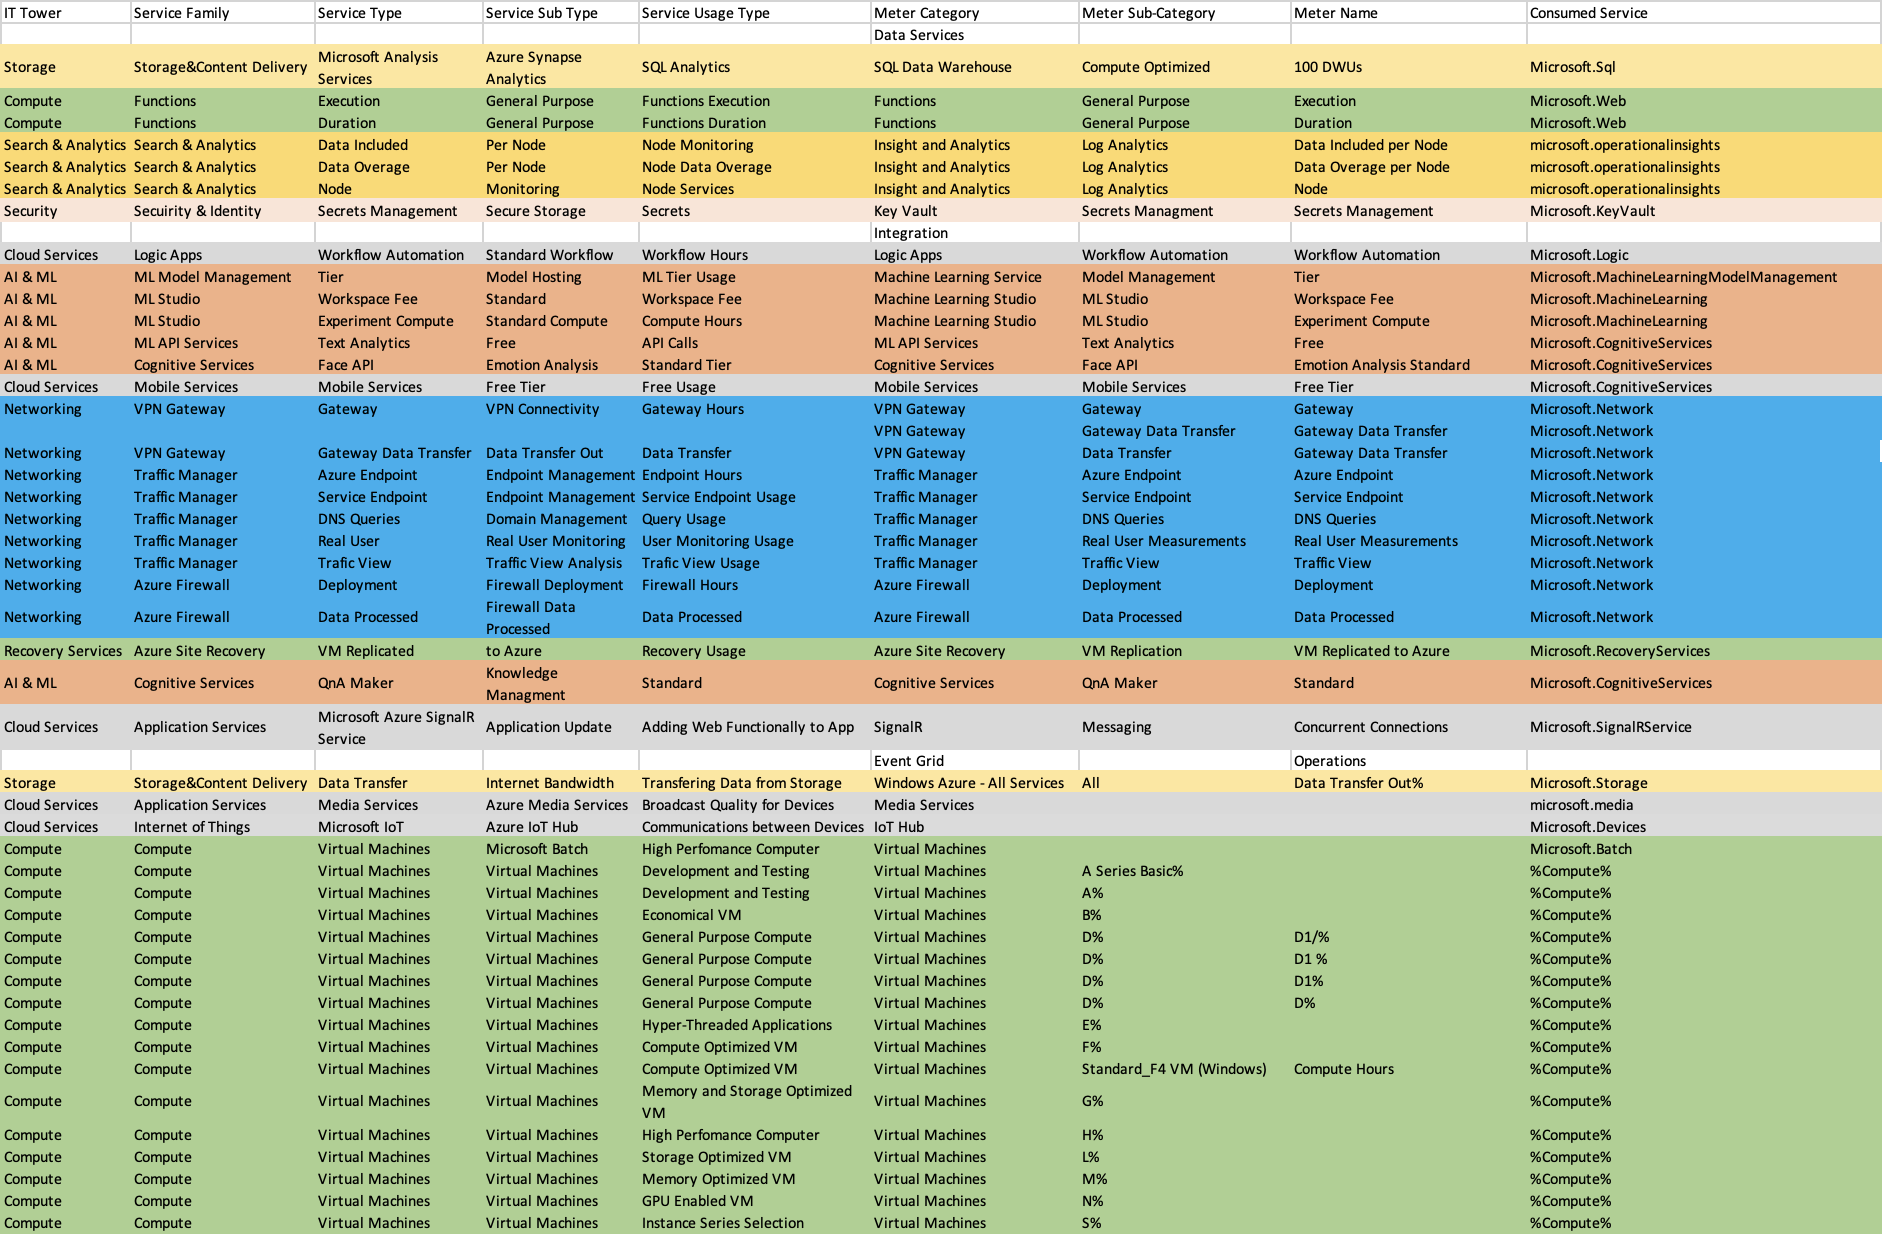 IT Tower Service Family Service Type Service Sub Type Service Usage Type Meter Category Meter Sub-Category Meter Name Consumed Service
Data Services
Storage Storage&Content Delivery Microsoft Analysis Services Azure Synapse Analytics SQL Analytics SQL Data Warehouse Compute Optimized 100 DWUs Microsoft.Sql
Compute Functions Execution General Purpose Functions Execution Functions General Purpose Execution Microsoft.Web
Compute Functions Duration General Purpose Functions Duration Functions General Purpose Duration Microsoft.Web
Search & Analytics Search & Analytics Data Included Per Node Node Monitoring Insight and Analytics Log Analytics Data Included per Node microsoft.operationalinsights
Search & Analytics Search & Analytics Data Overage Per Node Node Data Overage Insight and Analytics Log Analytics Data Overage per Node microsoft.operationalinsights
Search & Analytics Search & Analytics Node Monitoring Node Services Insight and Analytics Log Analytics Node microsoft.operationalinsights
Security Secuirity & Identity Secrets Management Secure Storage Secrets Key Vault Secrets Managment Secrets Management Microsoft.KeyVault
Integration
Cloud Services Logic Apps Workflow Automation Standard Workflow Workflow Hours Logic Apps Workflow Automation Workflow Automation Microsoft.Logic
AI & ML ML Model Management Tier Model Hosting ML Tier Usage Machine Learning Service Model Management Tier Microsoft.MachineLearningModelManagement
AI & ML ML Studio Workspace Fee Standard Workspace Fee Machine Learning Studio ML Studio Workspace Fee Microsoft.MachineLearning
AI & ML ML Studio Experiment Compute Standard Compute Compute Hours Machine Learning Studio ML Studio Experiment Compute Microsoft.MachineLearning
AI & ML ML API Services Text Analytics Free API Calls ML API Services Text Analytics Free Microsoft.CognitiveServices
AI & ML Cognitive Services Face API Emotion Analysis Standard Tier Cognitive Services Face API Emotion Analysis Standard Microsoft.CognitiveServices
Cloud Services Mobile Services Mobile Services Free Tier Free Usage Mobile Services Mobile Services Free Tier Microsoft.CognitiveServices
Networking VPN Gateway Gateway VPN Connectivity Gateway Hours VPN Gateway Gateway Gateway Microsoft.Network
VPN Gateway Gateway Data Transfer Gateway Data Transfer Microsoft.Network
Networking VPN Gateway Gateway Data Transfer Data Transfer Out Data Transfer VPN Gateway Data Transfer Gateway Data Transfer Microsoft.Network
Networking Traffic Manager Azure Endpoint Endpoint Management Endpoint Hours Traffic Manager Azure Endpoint Azure Endpoint Microsoft.Network
Networking Traffic Manager Service Endpoint Endpoint Management Service Endpoint Usage Traffic Manager Service Endpoint Service Endpoint Microsoft.Network
Networking Traffic Manager DNS Queries Domain Management Query Usage Traffic Manager DNS Queries DNS Queries Microsoft.Network
Networking Traffic Manager Real User Real User Monitoring User Monitoring Usage Traffic Manager Real User Measurements Real User Measurements Microsoft.Network
Networking Traffic Manager Trafic View Traffic View Analysis Trafic View Usage Traffic Manager Traffic View Traffic View Microsoft.Network
Networking Azure Firewall Deployment Firewall Deployment Firewall Hours Azure Firewall Deployment Deployment Microsoft.Network
Networking Azure Firewall Data Processed Firewall Data Processed Data Processed Azure Firewall Data Processed Data Processed Microsoft.Network
Recovery Services Azure Site Recovery VM Replicated to Azure Recovery Usage Azure Site Recovery VM Replication VM Replicated to Azure Microsoft.RecoveryServices
AI & ML Cognitive Services QnA Maker Knowledge Managment Standard Cognitive Services QnA Maker Standard Microsoft.CognitiveServices
Cloud Services Application Services Microsoft Azure SignalR Service Application Update Adding Web Functionally to App SignalR Messaging Concurrent Connections Microsoft.SignalRService
Event Grid Operations
Storage Storage&Content Delivery Data Transfer Internet Bandwidth Transfering Data from Storage Windows Azure - All Services All Data Transfer Out% Microsoft.Storage
Cloud Services Application Services Media Services Azure Media Services Broadcast Quality for Devices Media Services microsoft.media
Cloud Services Internet of Things Microsoft IoT Azure IoT Hub Communications between Devices IoT Hub Microsoft.Devices
Compute Compute Virtual Machines Microsoft Batch High Perfomance Computer Virtual Machines Microsoft.Batch
Compute Compute Virtual Machines Virtual Machines Development and Testing Virtual Machines A Series Basic% %Compute%
Compute Compute Virtual Machines Virtual Machines Development and Testing Virtual Machines A% %Compute%
Compute Compute Virtual Machines Virtual Machines Economical VM Virtual Machines B% %Compute%
Compute Compute Virtual Machines Virtual Machines General Purpose Compute Virtual Machines D% D1/% %Compute%
Compute Compute Virtual Machines Virtual Machines General Purpose Compute Virtual Machines D% D1 % %Compute%
Compute Compute Virtual Machines Virtual Machines General Purpose Compute Virtual Machines D% D1% %Compute%
Compute Compute Virtual Machines Virtual Machines General Purpose Compute Virtual Machines D% D% %Compute%
Compute Compute Virtual Machines Virtual Machines Hyper-Threaded Applications Virtual Machines E% %Compute%
Compute Compute Virtual Machines Virtual Machines Compute Optimized VM Virtual Machines F% %Compute%
Compute Compute Virtual Machines Virtual Machines Compute Optimized VM Virtual Machines Standard_F4 VM (Windows) Compute Hours %Compute%
Compute Compute Virtual Machines Virtual Machines Memory and Storage Optimized VM Virtual Machines G% %Compute%
Compute Compute Virtual Machines Virtual Machines High Perfomance Computer Virtual Machines H% %Compute%
Compute Compute Virtual Machines Virtual Machines Storage Optimized VM Virtual Machines L% %Compute%
Compute Compute Virtual Machines Virtual Machines Memory Optimized VM Virtual Machines M% %Compute%
Compute Compute Virtual Machines Virtual Machines GPU Enabled VM Virtual Machines N% %Compute%
Compute Compute Virtual Machines Virtual Machines Instance Series Selection Virtual Machines S% %Compute%